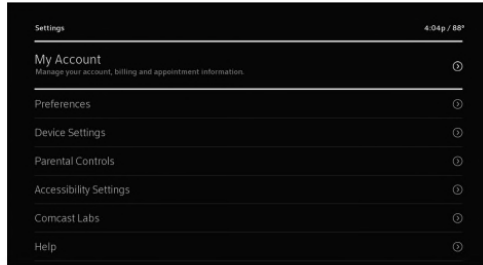 Settings 4:04p / 88°
My Account
Manage your account, billing and appointment information.
Preferences
Device Settings
Parental Controls
Accessibility Settings
Comcast Labs
Help